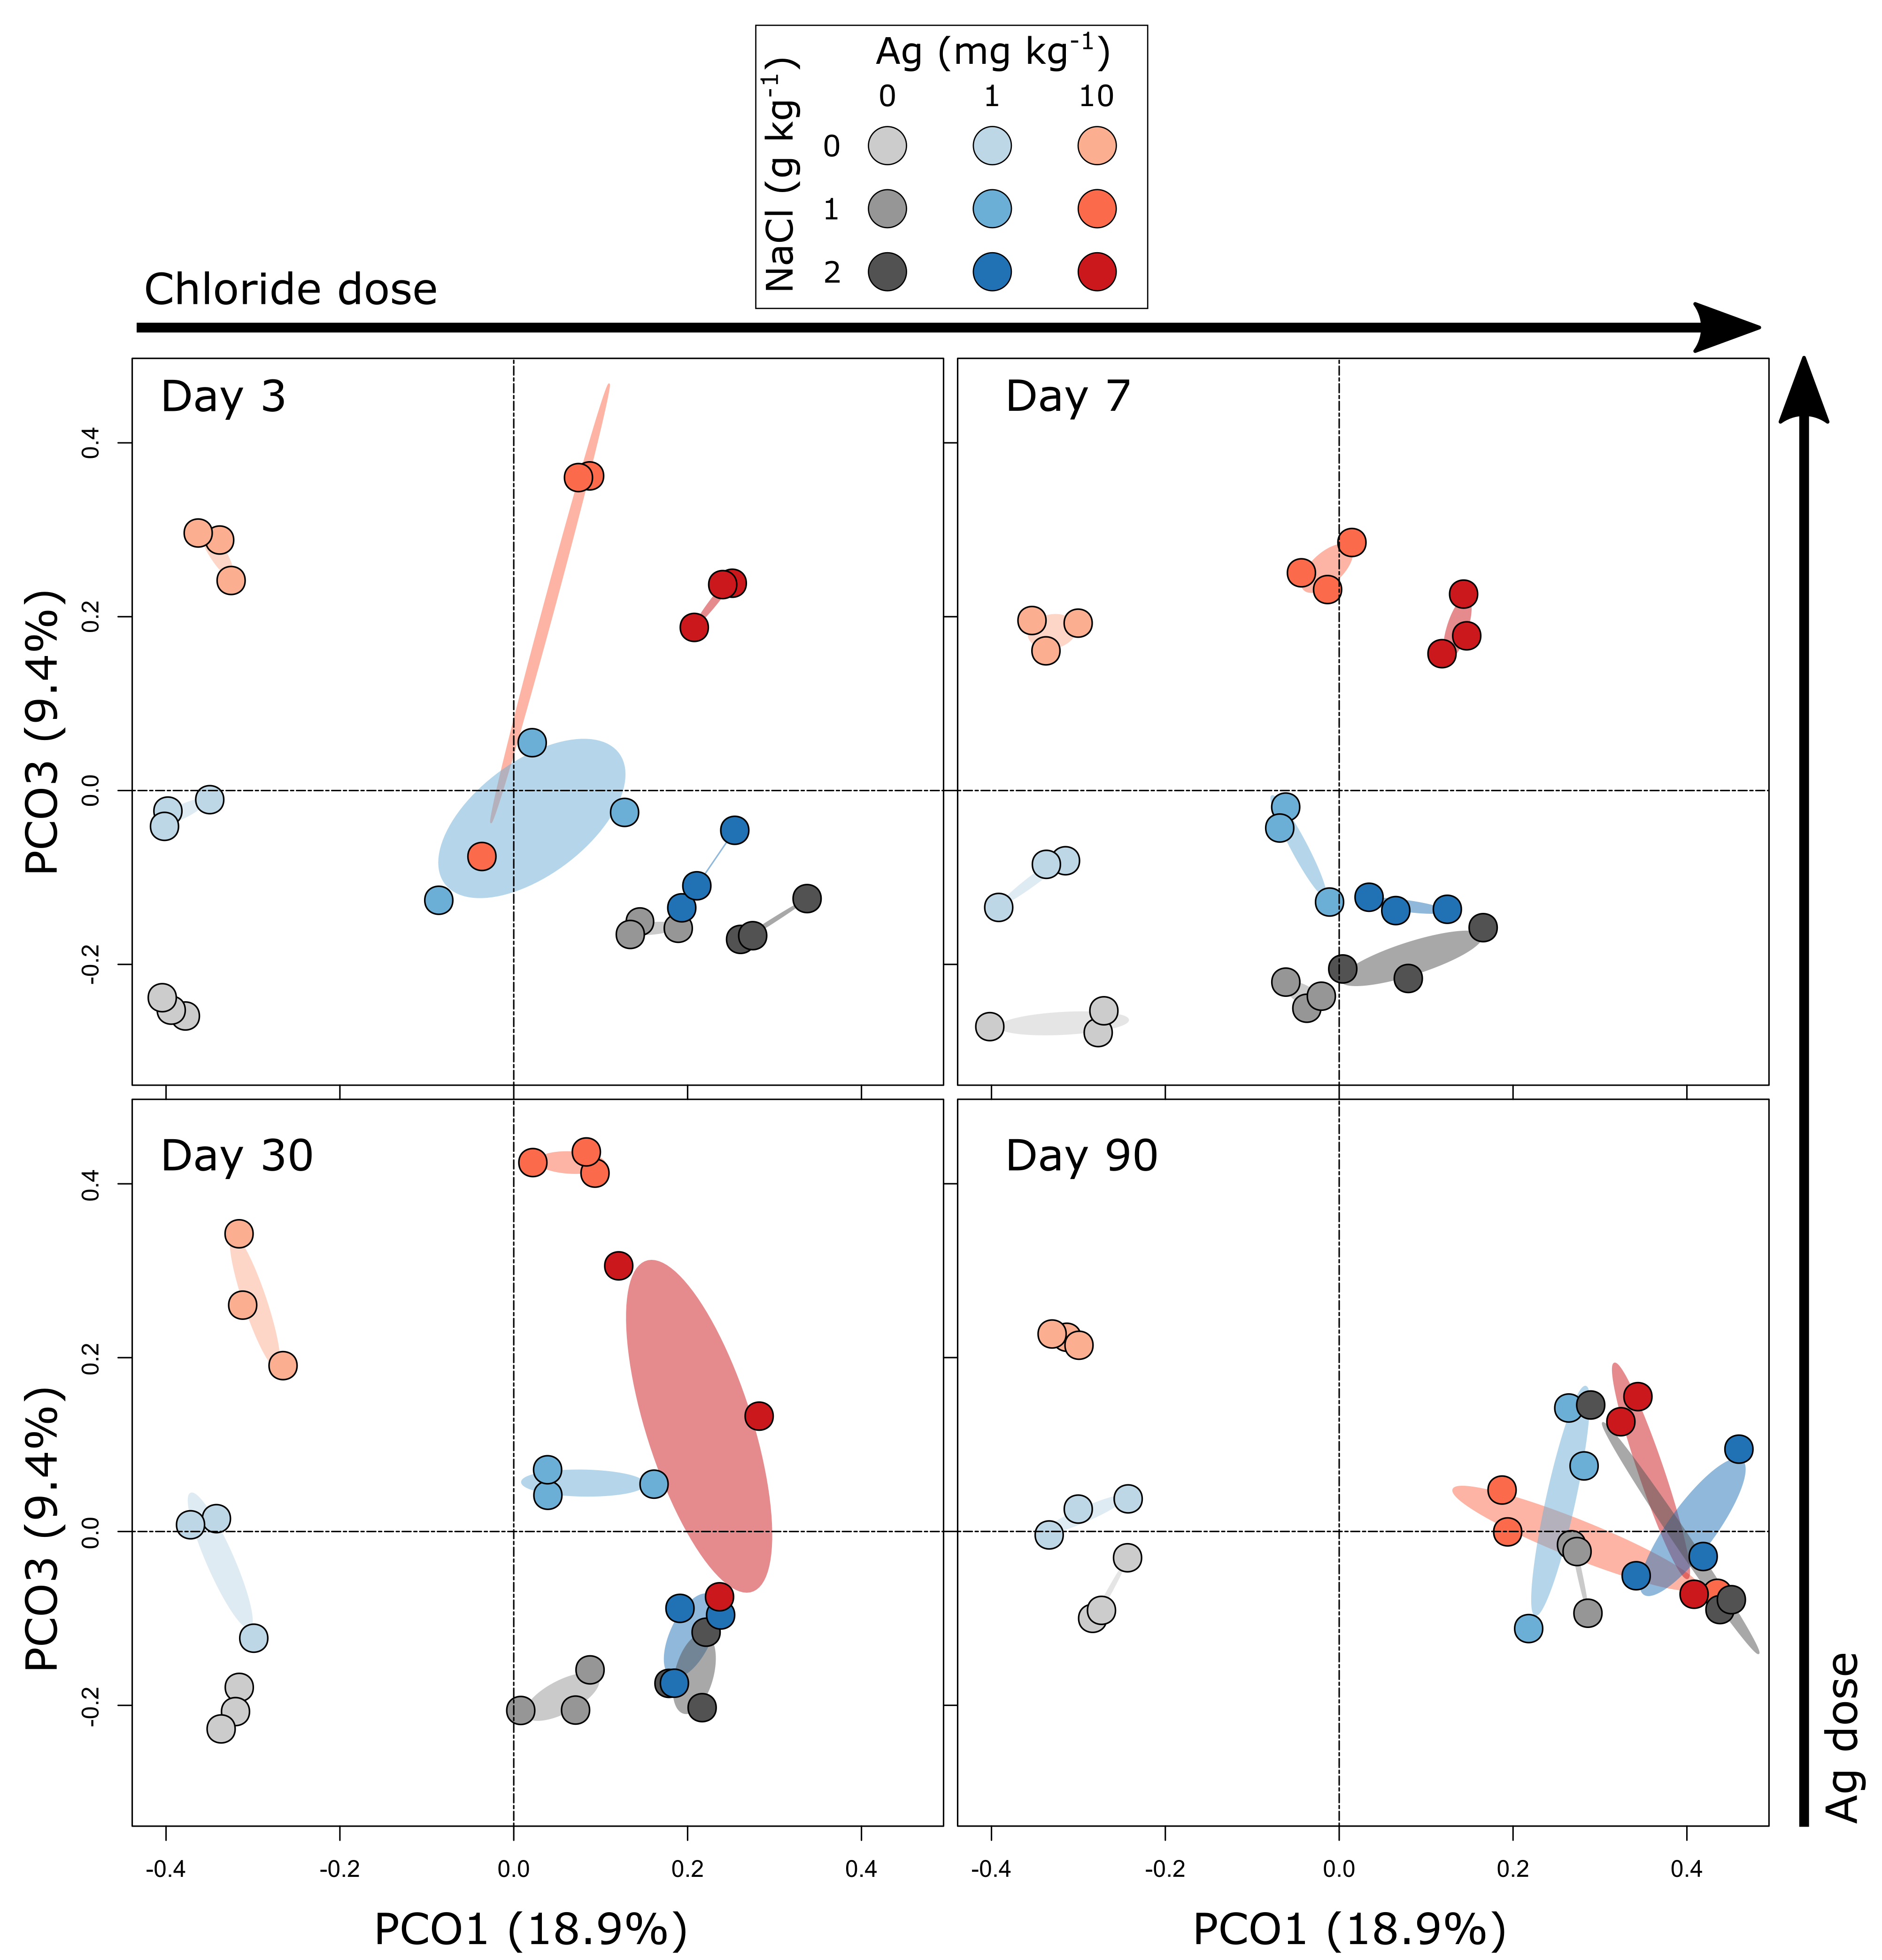 Ag (mg kg⁻¹)
0 1 10
NaCl (g kg⁻¹)
0
1
2
Chloride dose
Day 3
Day 7
0.4
0.2
0.0
-0.2
PCO3 (9.4%)
Day 30
Day 90
0.4
0.2
0.0
-0.2
PCO3 (9.4%)
Ag dose
-0.4 -0.2 0.0 0.2 0.4
-0.4 -0.2 0.0 0.2 0.4
PCO1 (18.9%)
PCO1 (18.9%)